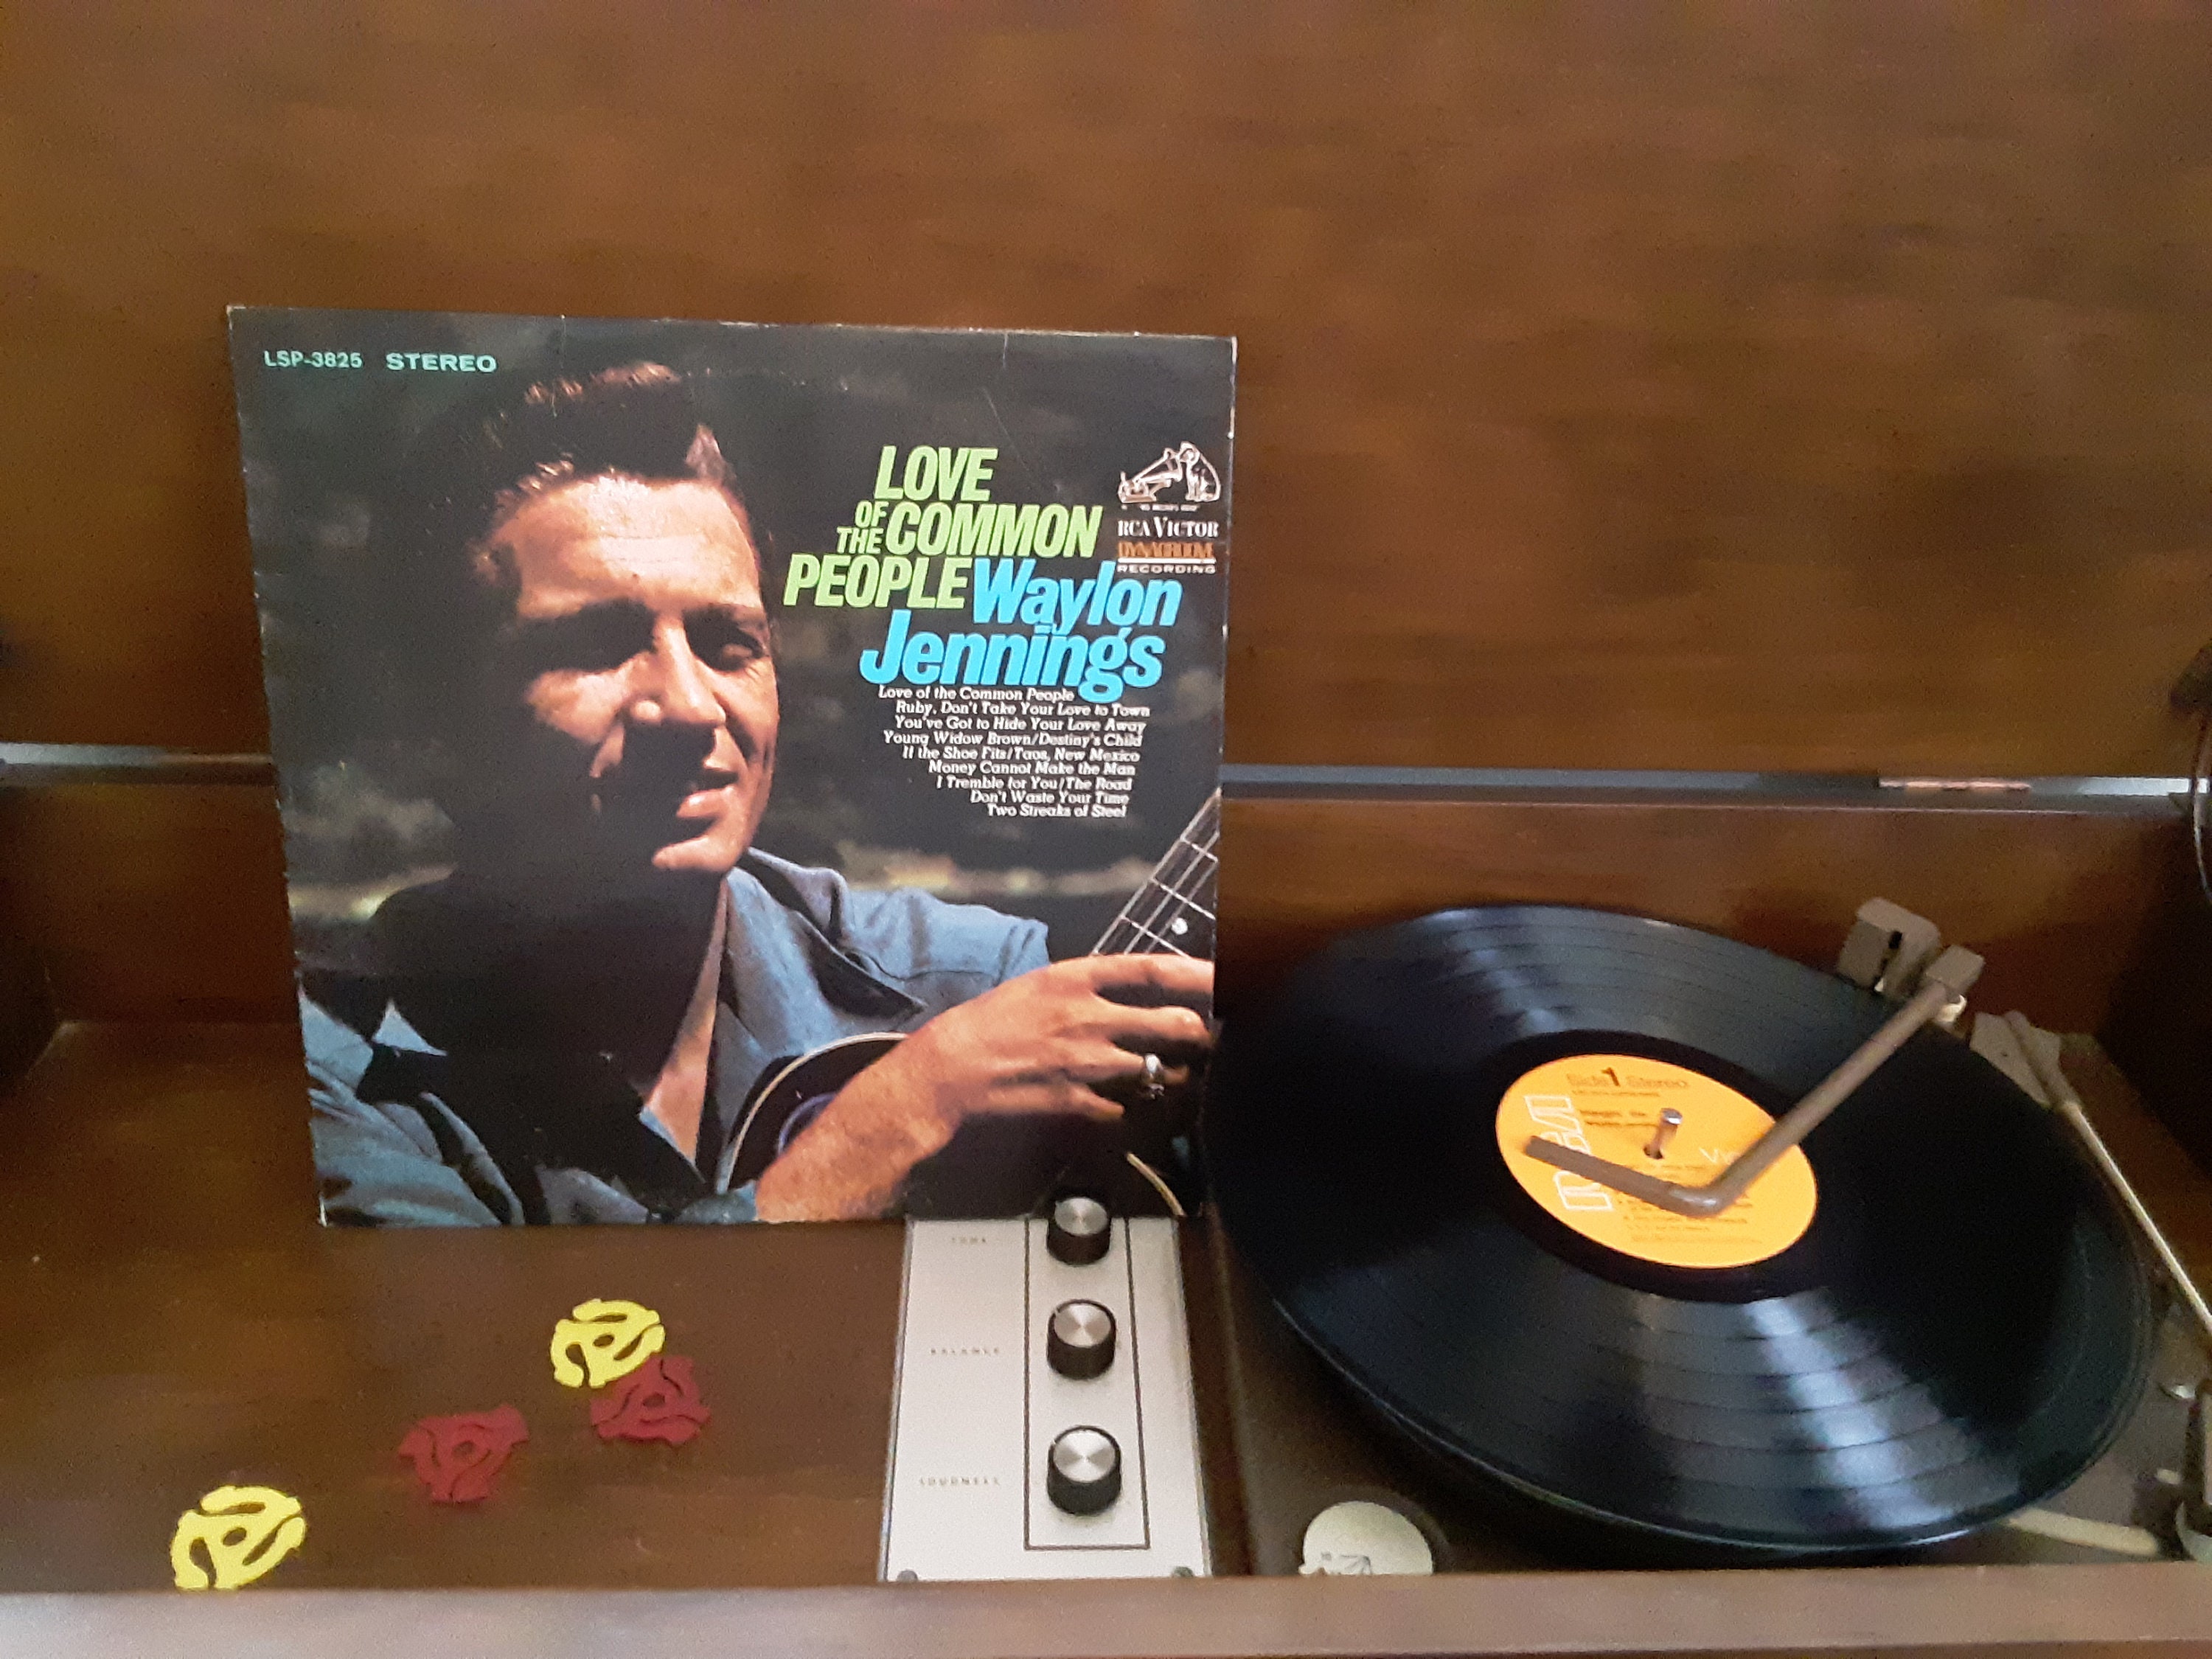 LSP-3825 STEREO
LOVE
OF
THE COMMON
PEOPLE Waylon
Jennings
RCA VICTOR
DYNAGROOVE
RECORDING
Love of the Common People
Ruby, Don't Take Your Love to Town
You've Got to Hide Your Love Away
Young Widow Brown/Destiny's Child
If the Shoe Fits/Taos, New Mexico
Money Cannot Make the Man
I Tremble for You/The Road
Don't Waste Your Time
Two Streaks of Steel
Side 1 Stereo
RCA
TONE
BALANCE
LOUDNESS